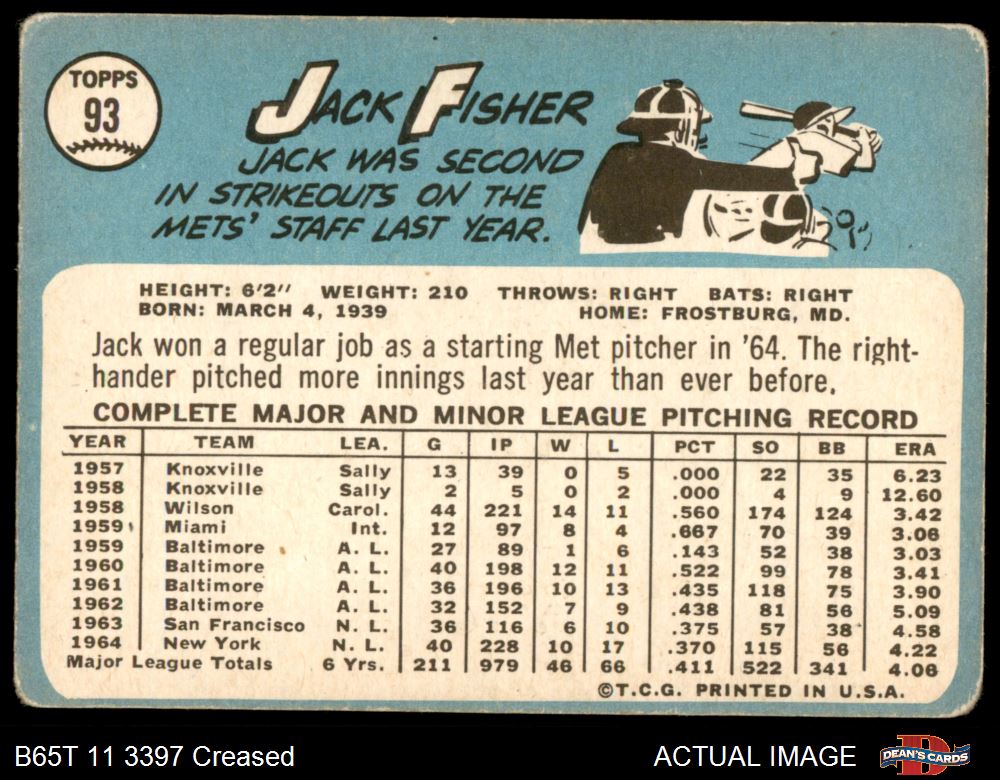 TOPPS
93
JACK FISHER
JACK WAS SECOND
IN STRIKEOUTS ON THE
METS' STAFF LAST YEAR.
HEIGHT: 6'2" WEIGHT: 210 THROWS: RIGHT BATS: RIGHT
BORN: MARCH 4, 1939 HOME: FROSTBURG, MD.
Jack won a regular job as a starting Met pitcher in '64. The right-
hander pitched more innings last year than ever before.
COMPLETE MAJOR AND MINOR LEAGUE PITCHING RECORD
YEAR TEAM LEA. G IP W L PCT SO BB ERA
1957 Knoxville Sally 13 39 0 5 .000 22 35 6.23
1958 Knoxville Sally 2 5 0 2 .000 4 9 12.60
1958 Wilson Carol. 44 221 14 11 .560 174 124 3.42
1959 Miami Int. 12 97 8 4 .667 70 39 3.06
1959 Baltimore A. L. 27 89 1 6 .143 52 38 3.03
1960 Baltimore A. L. 40 198 12 11 .522 99 78 3.41
1961 Baltimore A. L. 36 196 10 13 .435 118 75 3.90
1962 Baltimore A. L. 32 152 7 9 .438 81 56 5.09
1963 San Francisco N. L. 36 116 6 10 .375 57 38 4.58
1964 New York N. L. 40 228 10 17 .370 115 56 4.22
Major League Totals 6 Yrs. 211 979 46 66 .411 522 341 4.06
©T.C.G. PRINTED IN U.S.A.
B65T 11 3397 Creased
ACTUAL IMAGE
DEAN'S CARDS